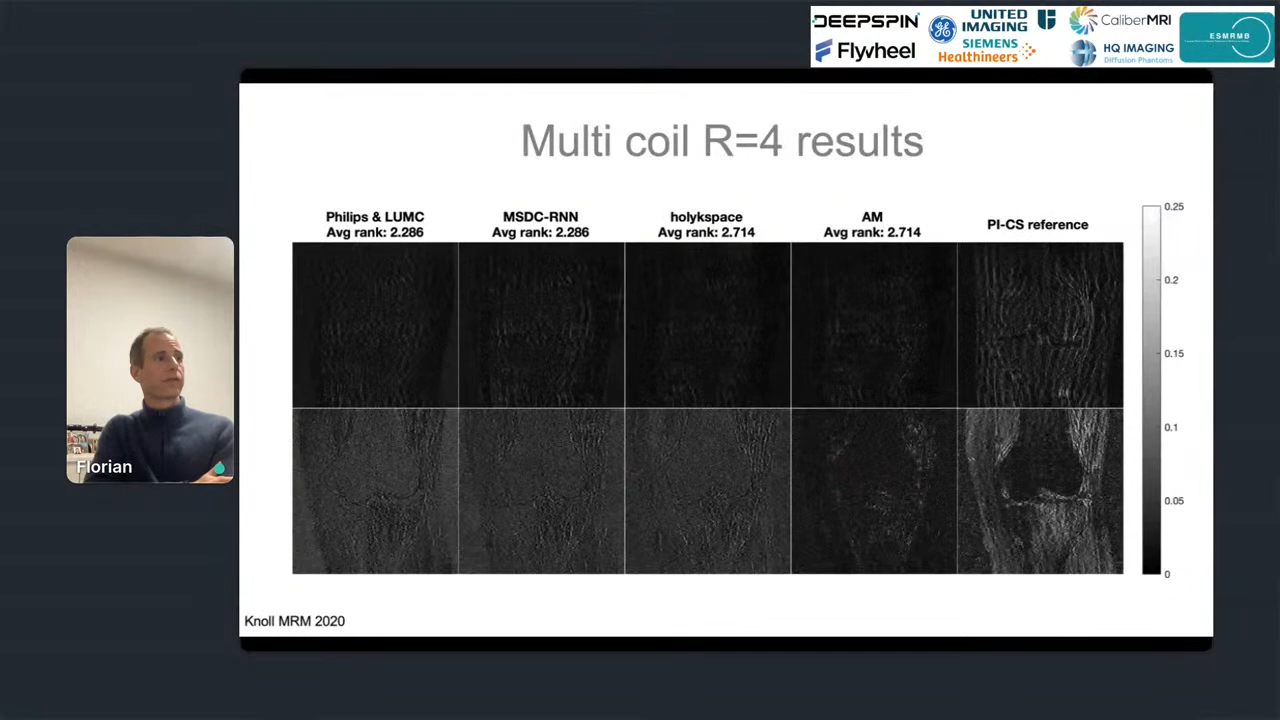 DEEPSPIN
UNITED
IMAGING
CaliberMRI
ESMRMB
Flywheel
GE
SIEMENS
Healthineers
HQ IMAGING
Diffusion Phantoms
Multi coil R=4 results
Philips & LUMC
Avg rank: 2.286
MSDC-RNN
Avg rank: 2.286
holykspace
Avg rank: 2.714
AM
Avg rank: 2.714
PI-CS reference
0.25
0.2
0.15
0.1
0.05
0
Florian
Knoll MRM 2020